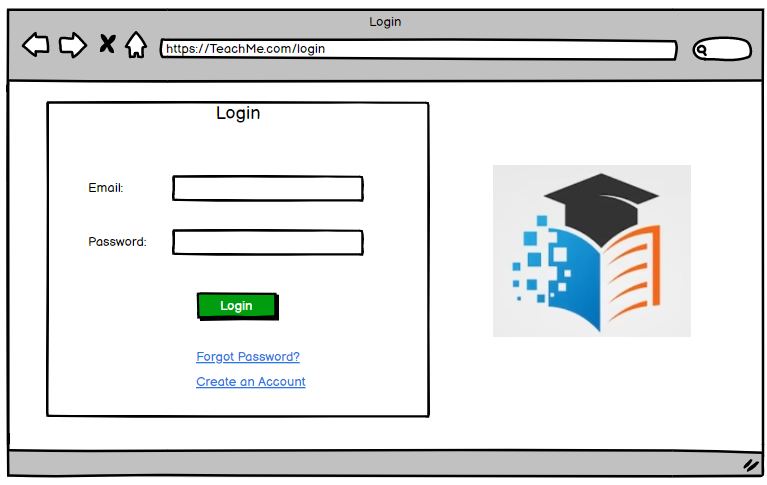 Login
https://TeachMe.com/login
Login
Email:
Password:
Login
Forgot Password?
Create an Account